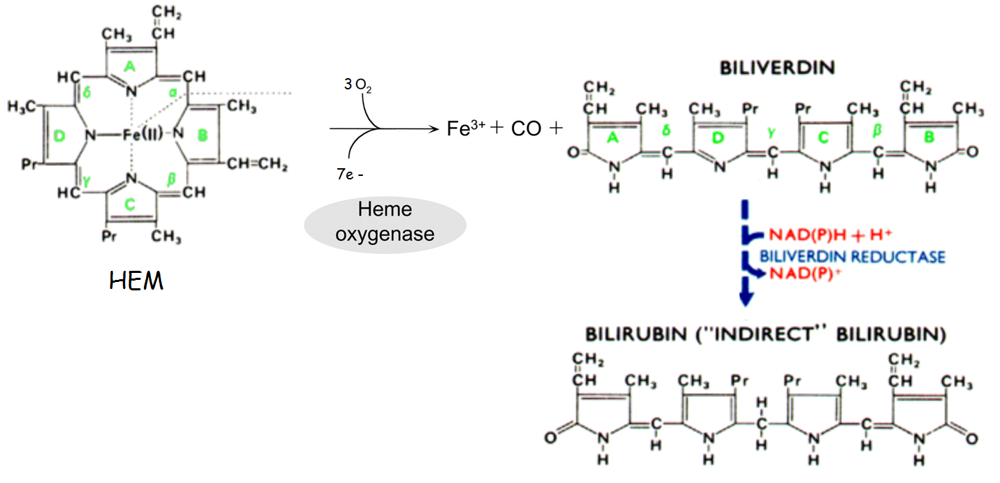 CH₂
CH₃ CH
A
HC CH
δ α
N
H₃C CH₃
D N Fe(II) N B
Pr CH=CH₂
γ β
HC N CH
C
Pr CH₃
HEM
3 O₂
7e -
Heme
oxygenase
Fe³⁺ + CO +
BILIVERDIN
CH₂ CH₂
CH CH₃ CH₃ Pr Pr CH₃ CH CH₃
A δ D γ C β B
O C C C O
N H N H N H N
H H H
NAD(P)H + H⁺
BILIVERDIN REDUCTASE
NAD(P)⁺
BILIRUBIN ("INDIRECT" BILIRUBIN)
CH₂ CH₂
CH CH₃ CH₃ Pr Pr CH₃ CH CH₃
H
C C C
O N H N H N H N O
H H H H